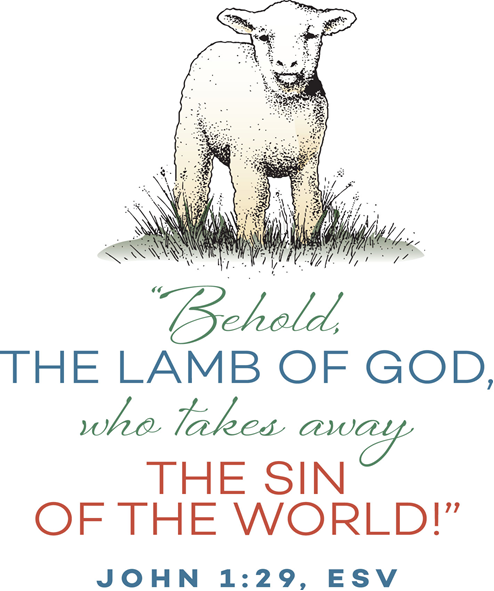 “Behold,
THE LAMB OF GOD,
who takes away
THE SIN
OF THE WORLD!”
JOHN 1:29, ESV